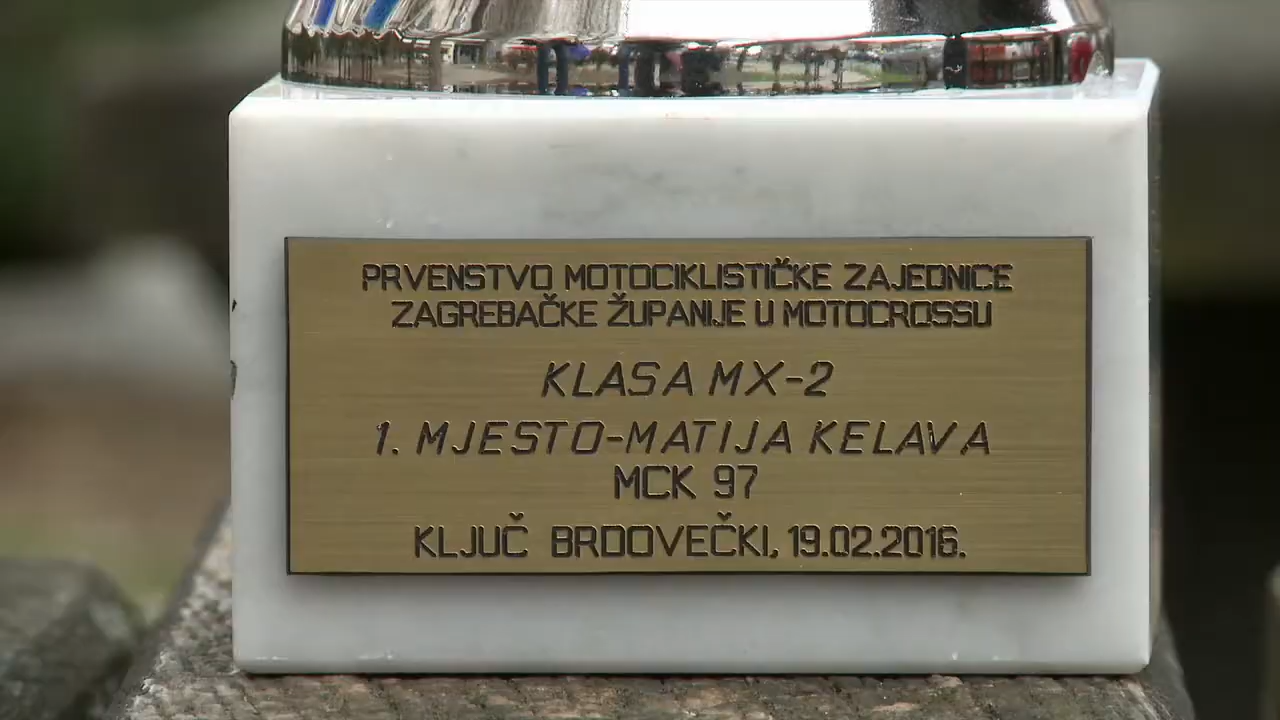 PRVENSTVO MOTOCIKLISTIČKE ZAJEDNICE
ZAGREBAČKE ŽUPANIJE U MOTOCROSSU
KLASA MX-2
1. MJESTO-MATIJA KELAVA
MCK 97
KLJUČ BRDOVEČKI, 19.02.2016.